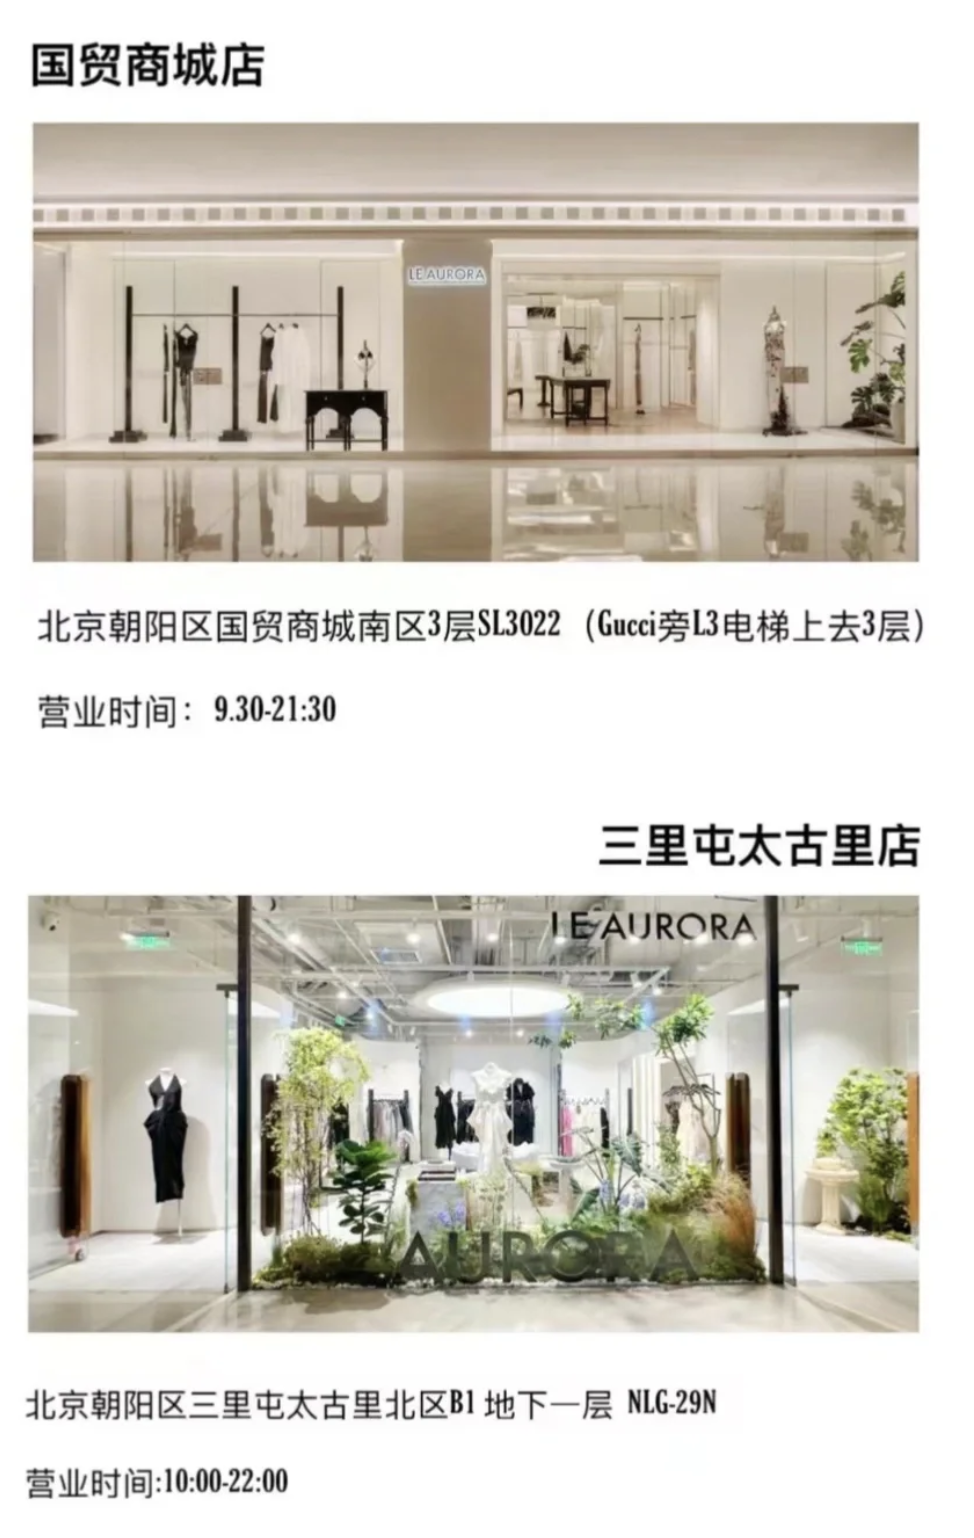 国贸商城店
LE AURORA
北京朝阳区国贸商城南区3层SL3022（Gucci旁L3电梯上去3层）
营业时间：9.30-21:30
三里屯太古里店
LE AURORA
AURORA
北京朝阳区三里屯太古里北区B1 地下一层 NLG-29N
营业时间:10:00-22:00